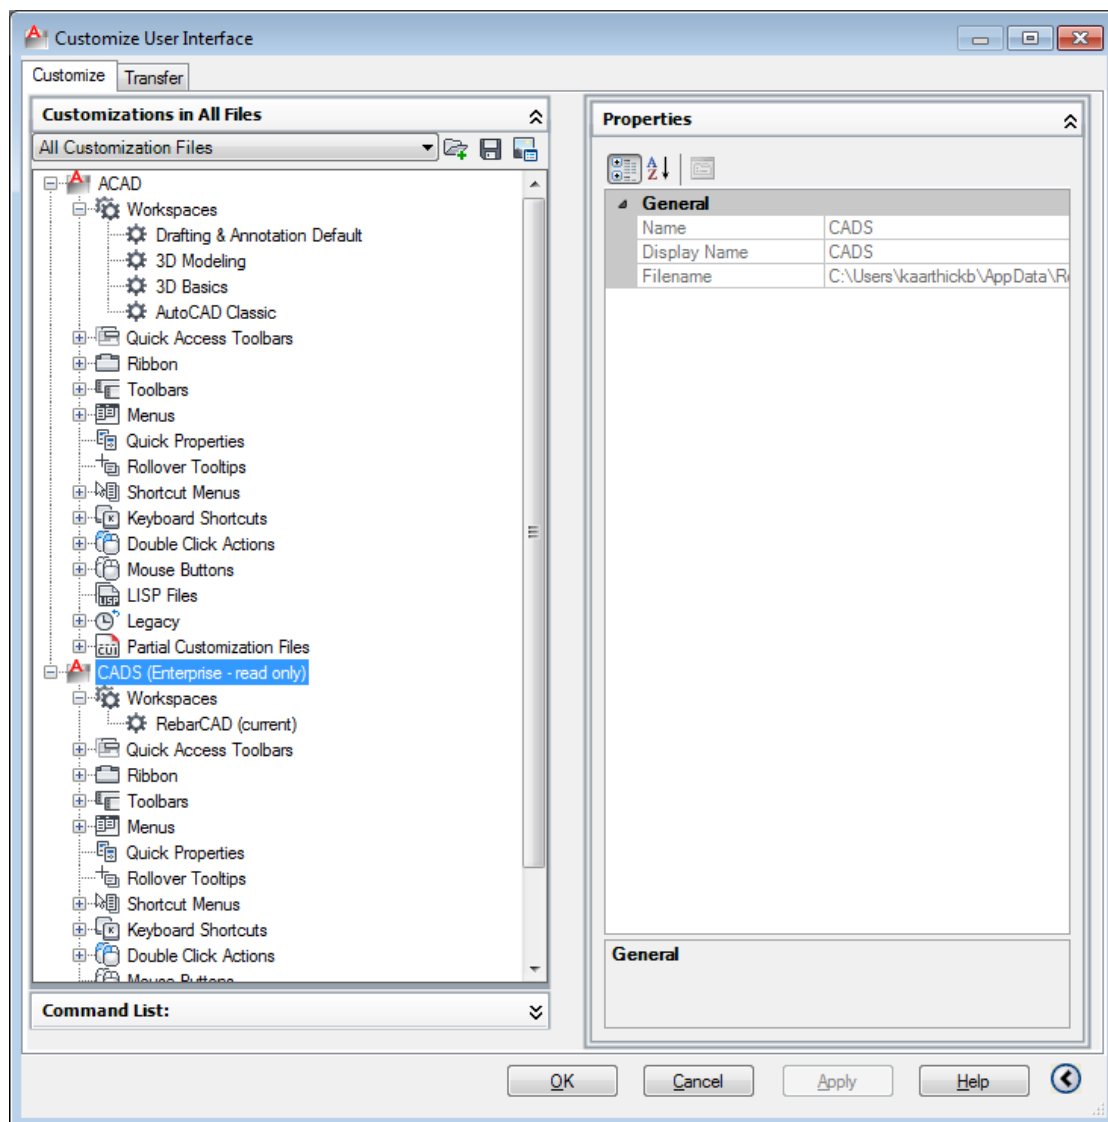 Customize User Interface
Customize
Transfer
Customizations in All Files
All Customization Files
ACAD
Workspaces
Drafting & Annotation Default
3D Modeling
3D Basics
AutoCAD Classic
Quick Access Toolbars
Ribbon
Toolbars
Menus
Quick Properties
Rollover Tooltips
Shortcut Menus
Keyboard Shortcuts
Double Click Actions
Mouse Buttons
LISP Files
Legacy
Partial Customization Files
CADS (Enterprise - read only)
Workspaces
RebarCAD (current)
Quick Access Toolbars
Ribbon
Toolbars
Menus
Quick Properties
Rollover Tooltips
Shortcut Menus
Keyboard Shortcuts
Double Click Actions
Mouse Buttons
Command List:
Properties
General
Name CADS
Display Name CADS
Filename C:\Users\kaarthickb\AppData\R
General
OK Cancel Apply Help